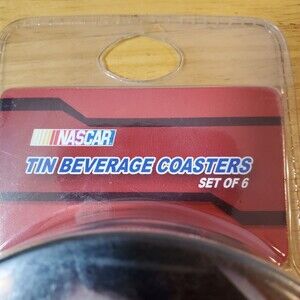 NASCAR
TIN BEVERAGE COASTERS
SET OF 6